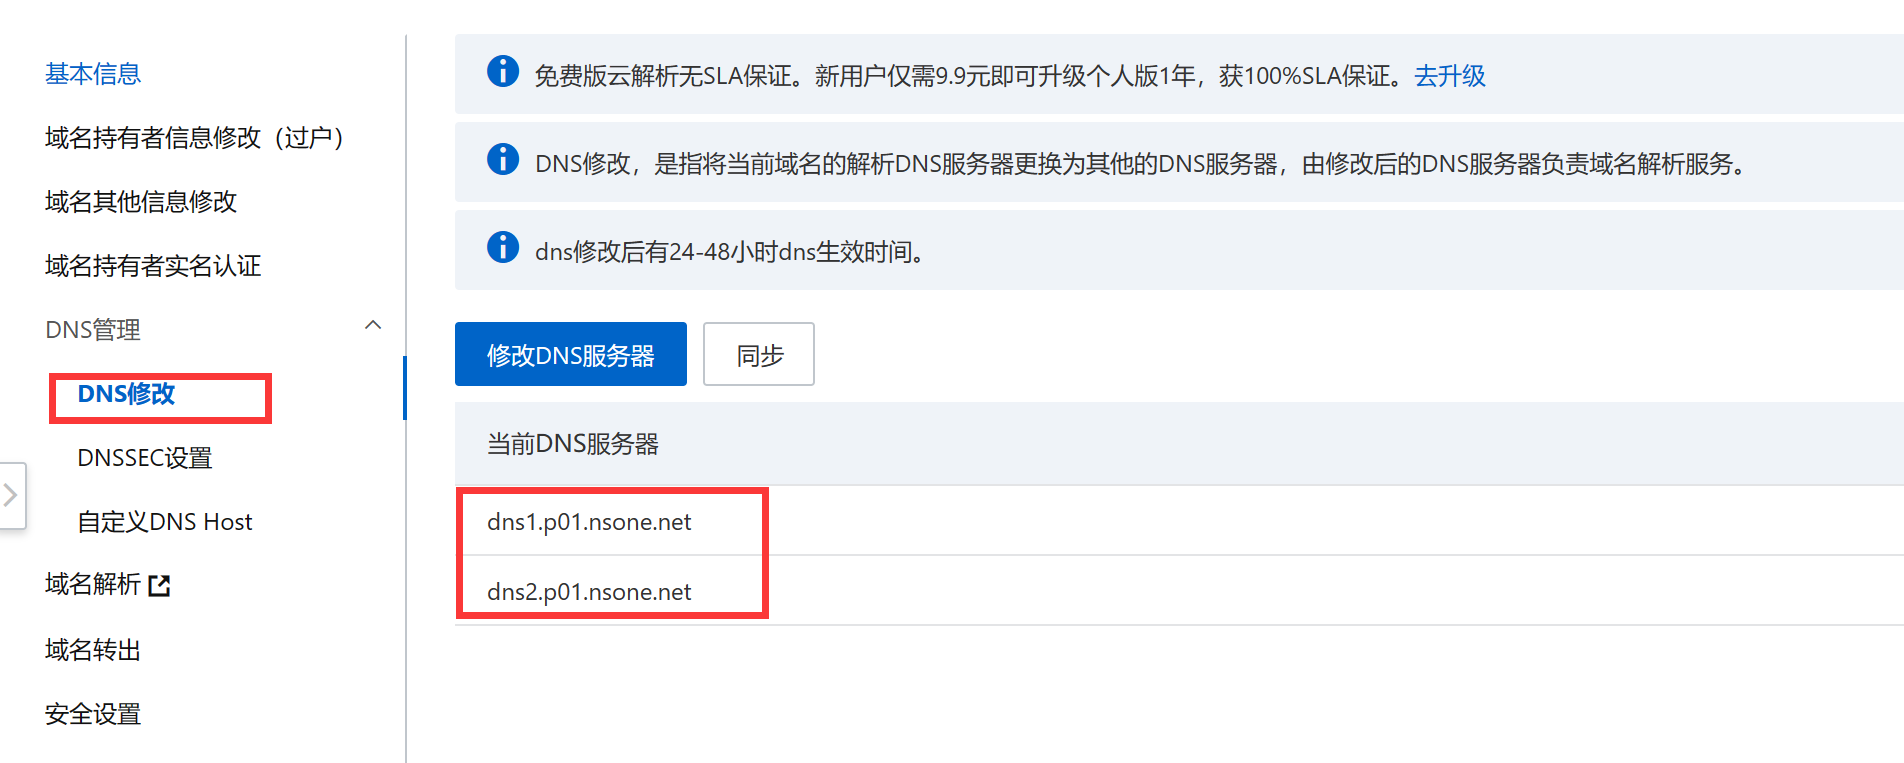 基本信息
域名持有者信息修改（过户）
域名其他信息修改
域名持有者实名认证
DNS管理
DNS修改
DNSSEC设置
自定义DNS Host
域名解析
域名转出
安全设置
免费版云解析无SLA保证。新用户仅需9.9元即可升级个人版1年，获100%SLA保证。去升级
DNS修改，是指将当前域名的解析DNS服务器更换为其他的DNS服务器，由修改后的DNS服务器负责域名解析服务。
dns修改后有24-48小时dns生效时间。
修改DNS服务器
同步
当前DNS服务器
dns1.p01.nsone.net
dns2.p01.nsone.net